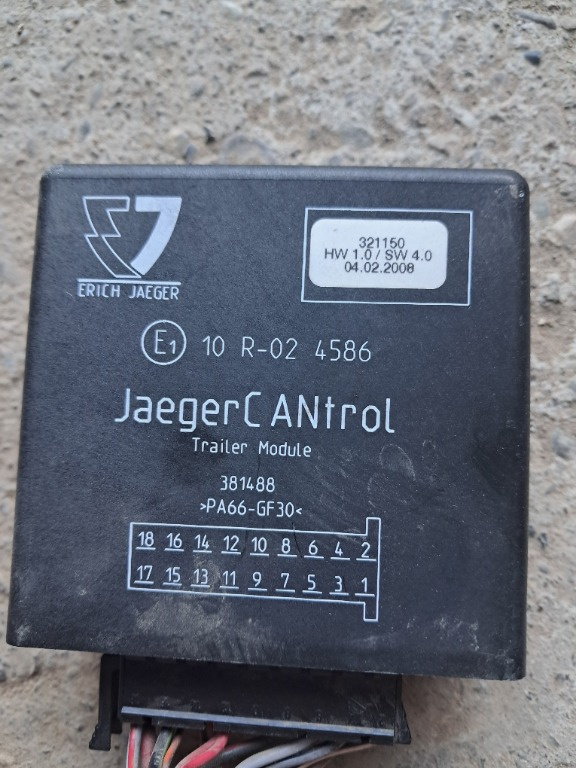 ERICH JAEGER
321150
HW 1.0 / SW 4.0
04.02.2008
E1 10 R-02 4586
JaegerCANtrol
Trailer Module
381488
>PA66-GF30<
18 16 14 12 10 8 6 4 2
17 15 13 11 9 7 5 3 1